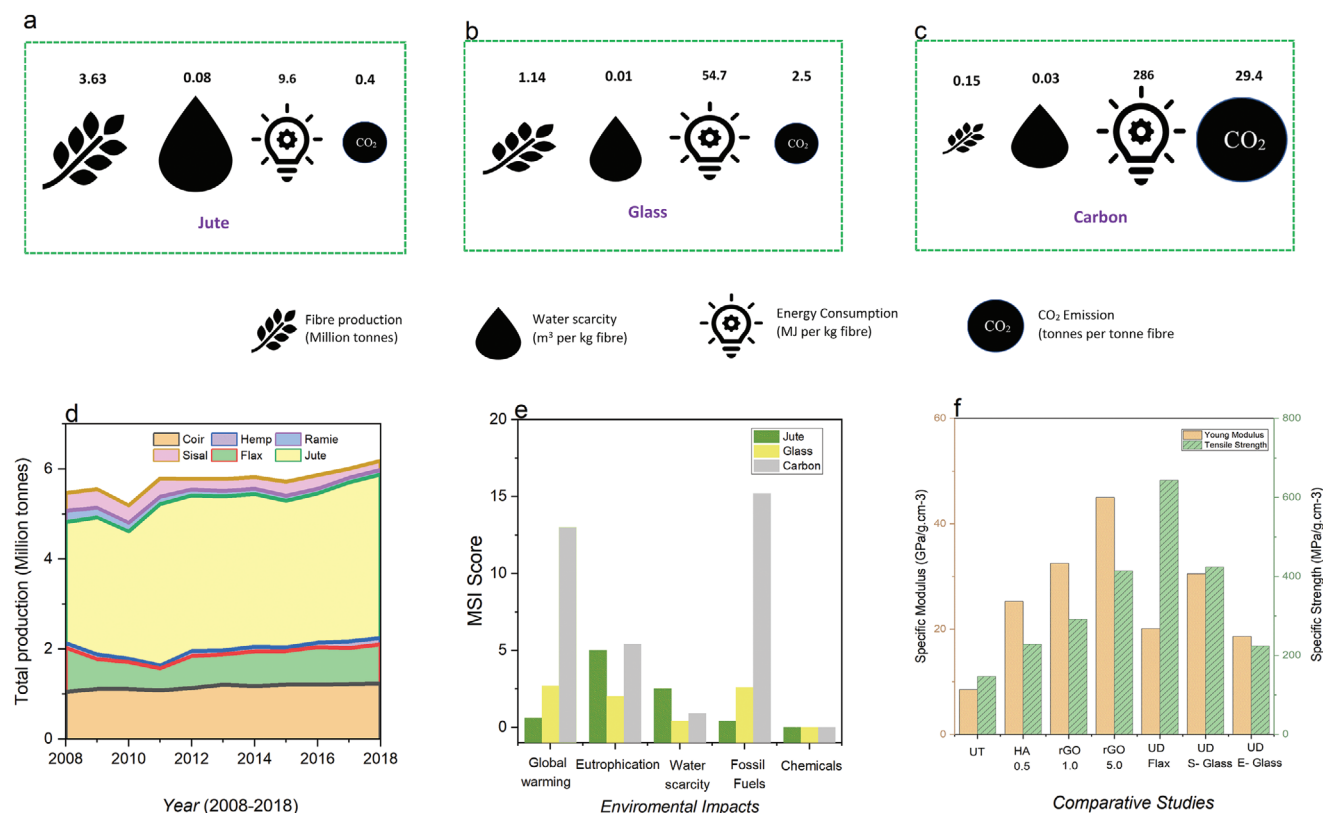 a
3.63 0.08 9.6 0.4
CO₂
Jute
b
1.14 0.01 54.7 2.5
CO₂
Glass
c
0.15 0.03 286 29.4
CO₂
Carbon
Fibre production
(Million tonnes)
Water scarcity
(m³ per kg fibre)
Energy Consumption
(MJ per kg fibre)
CO₂
CO₂ Emission
(tonnes per tonne fibre
d
Coir Hemp Ramie
Sisal Flax Jute
Total production (Million tonnes)
6
4
2
0
2008 2010 2012 2014 2016 2018
Year (2008-2018)
e
Jute
Glass
Carbon
MSI Score
20
15
10
5
0
Global
warming
Eutrophication
Water
scarcity
Fossil
Fuels
Chemicals
Enviromental Impacts
f
Young Modulus
Tensile Strength
Specific Modulus (GPa/g.cm-3)
60
40
20
0
Specific Strength (MPa/g.cm-3)
800
600
400
200
0
UT
HA
0.5
rGO
1.0
rGO
5.0
UD
Flax
UD
S- Glass
UD
E- Glass
Comparative Studies